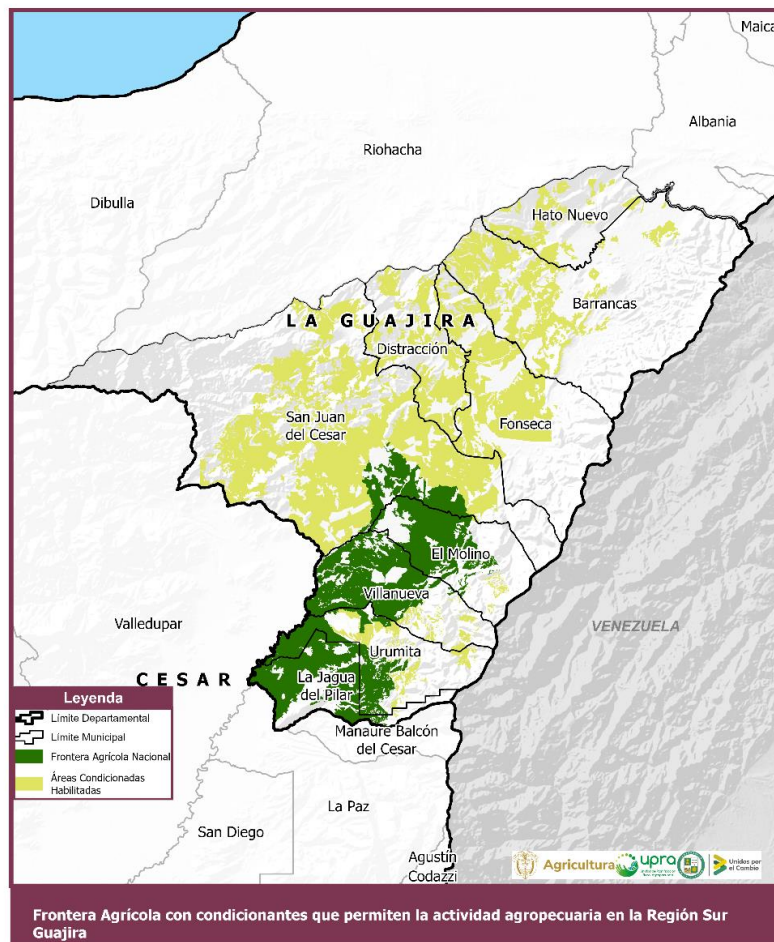 Maica
Albania
Riohacha
Dibulla
Hato Nuevo
Barrancas
LA GUAJIRA
Distracción
San Juan
del Cesar
Fonseca
El Molino
Villanueva
Valledupar
VENEZUELA
Urumita
CESAR
La Jagua
del Pilar
Leyenda
Límite Departamental
Límite Municipal
Frontera Agrícola Nacional
Áreas Condicionadas
Habilitadas
Manaure Balcón
del Cesar
La Paz
San Diego
Agustín
Codazzi
Agricultura
upra
Unidos por
el Cambio
Frontera Agrícola con condicionantes que permiten la actividad agropecuaria en la Región Sur
Guajira